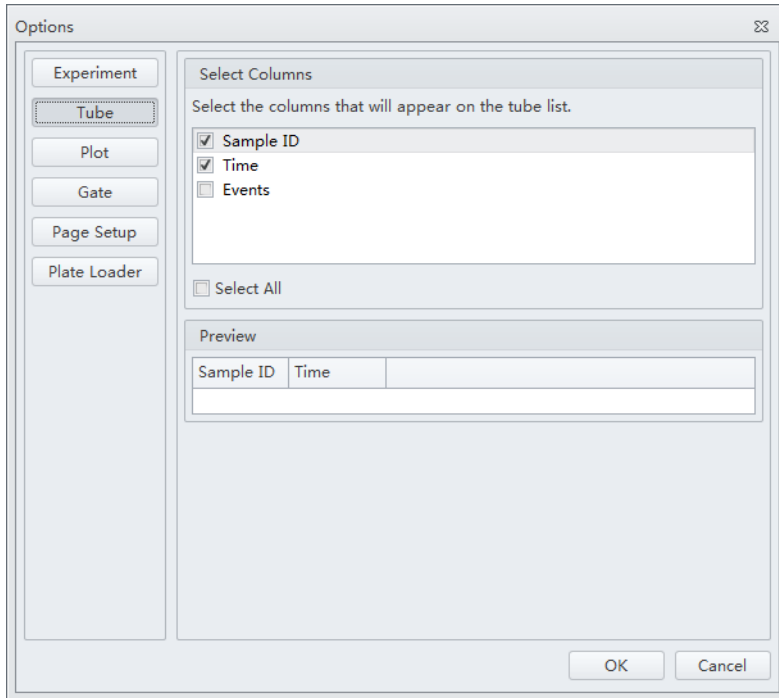 Options
Experiment
Tube
Plot
Gate
Page Setup
Plate Loader
Select Columns
Select the columns that will appear on the tube list.
Sample ID
Time
Events
Select All
Preview
Sample ID Time
OK Cancel